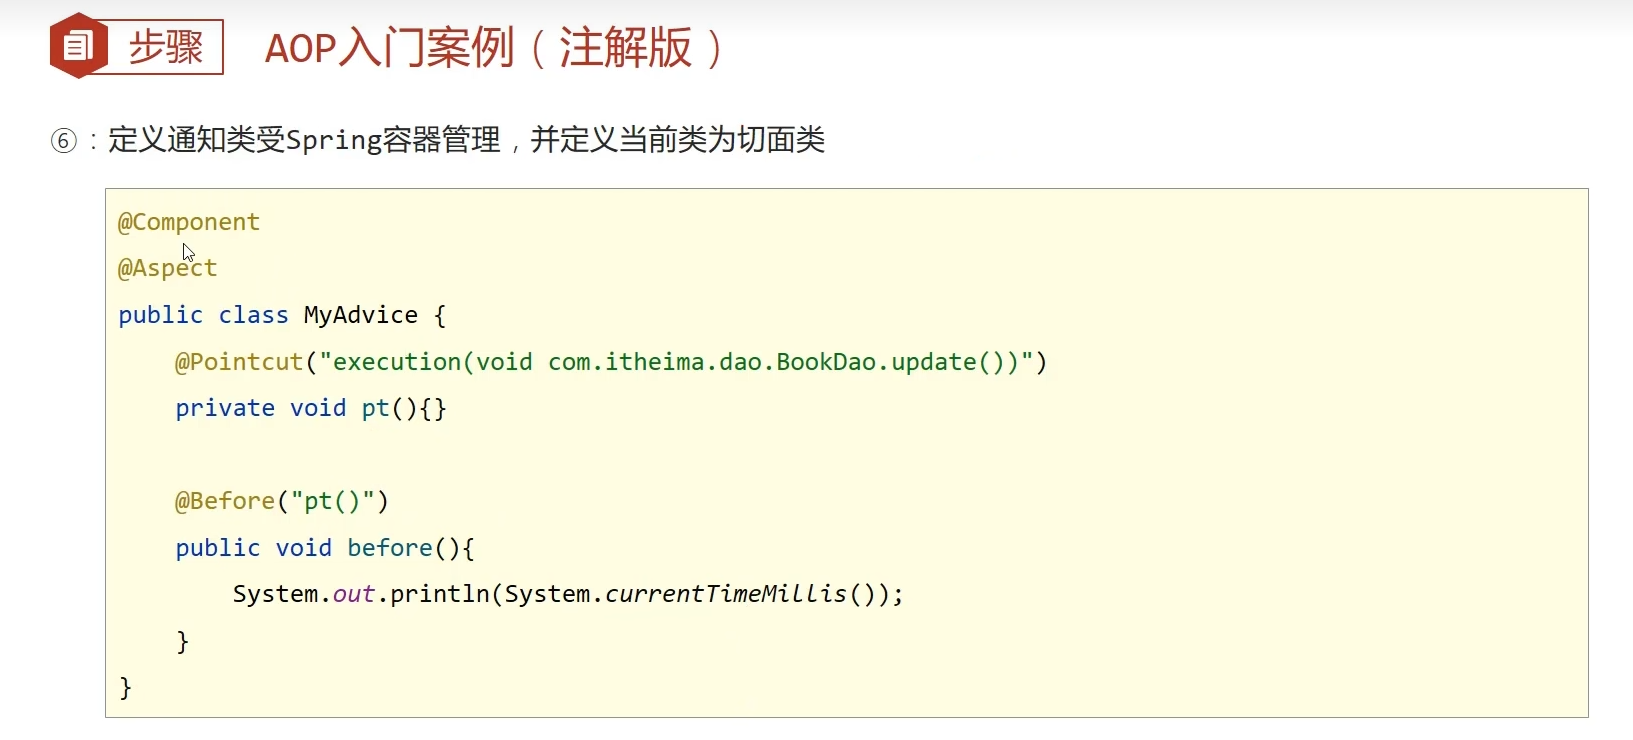 步骤 AOP入门案例（注解版）
⑥：定义通知类受Spring容器管理，并定义当前类为切面类
@Component
@Aspect
public class MyAdvice {
    @Pointcut("execution(void com.itheima.dao.BookDao.update())")
    private void pt(){}
    @Before("pt()")
    public void before(){
        System.out.println(System.currentTimeMillis());
    }
}